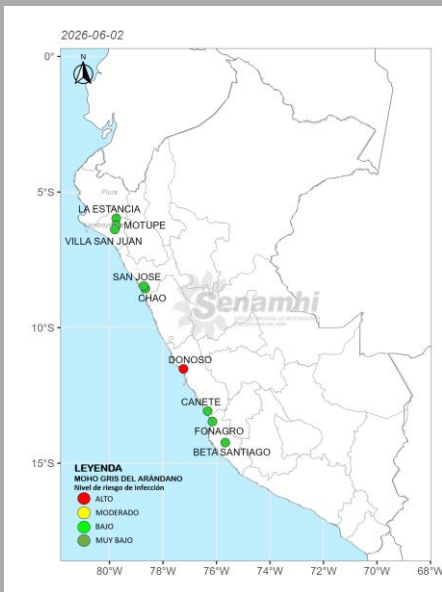 2026-06-02
N
0°
5°S
10°S
15°S
Piura
LA ESTANCIA
MOTUPE
VILLA SAN JUAN
SAN JOSE
CHAO
Senamhi
DONOSO
CANETE
FONAGRO
BETA SANTIAGO
LEYENDA
MOHO GRIS DEL ARÁNDANO
Nivel de riesgo de infección
ALTO
MODERADO
BAJO
MUY BAJO
80°W 78°W 76°W 74°W 72°W 70°W 68°W